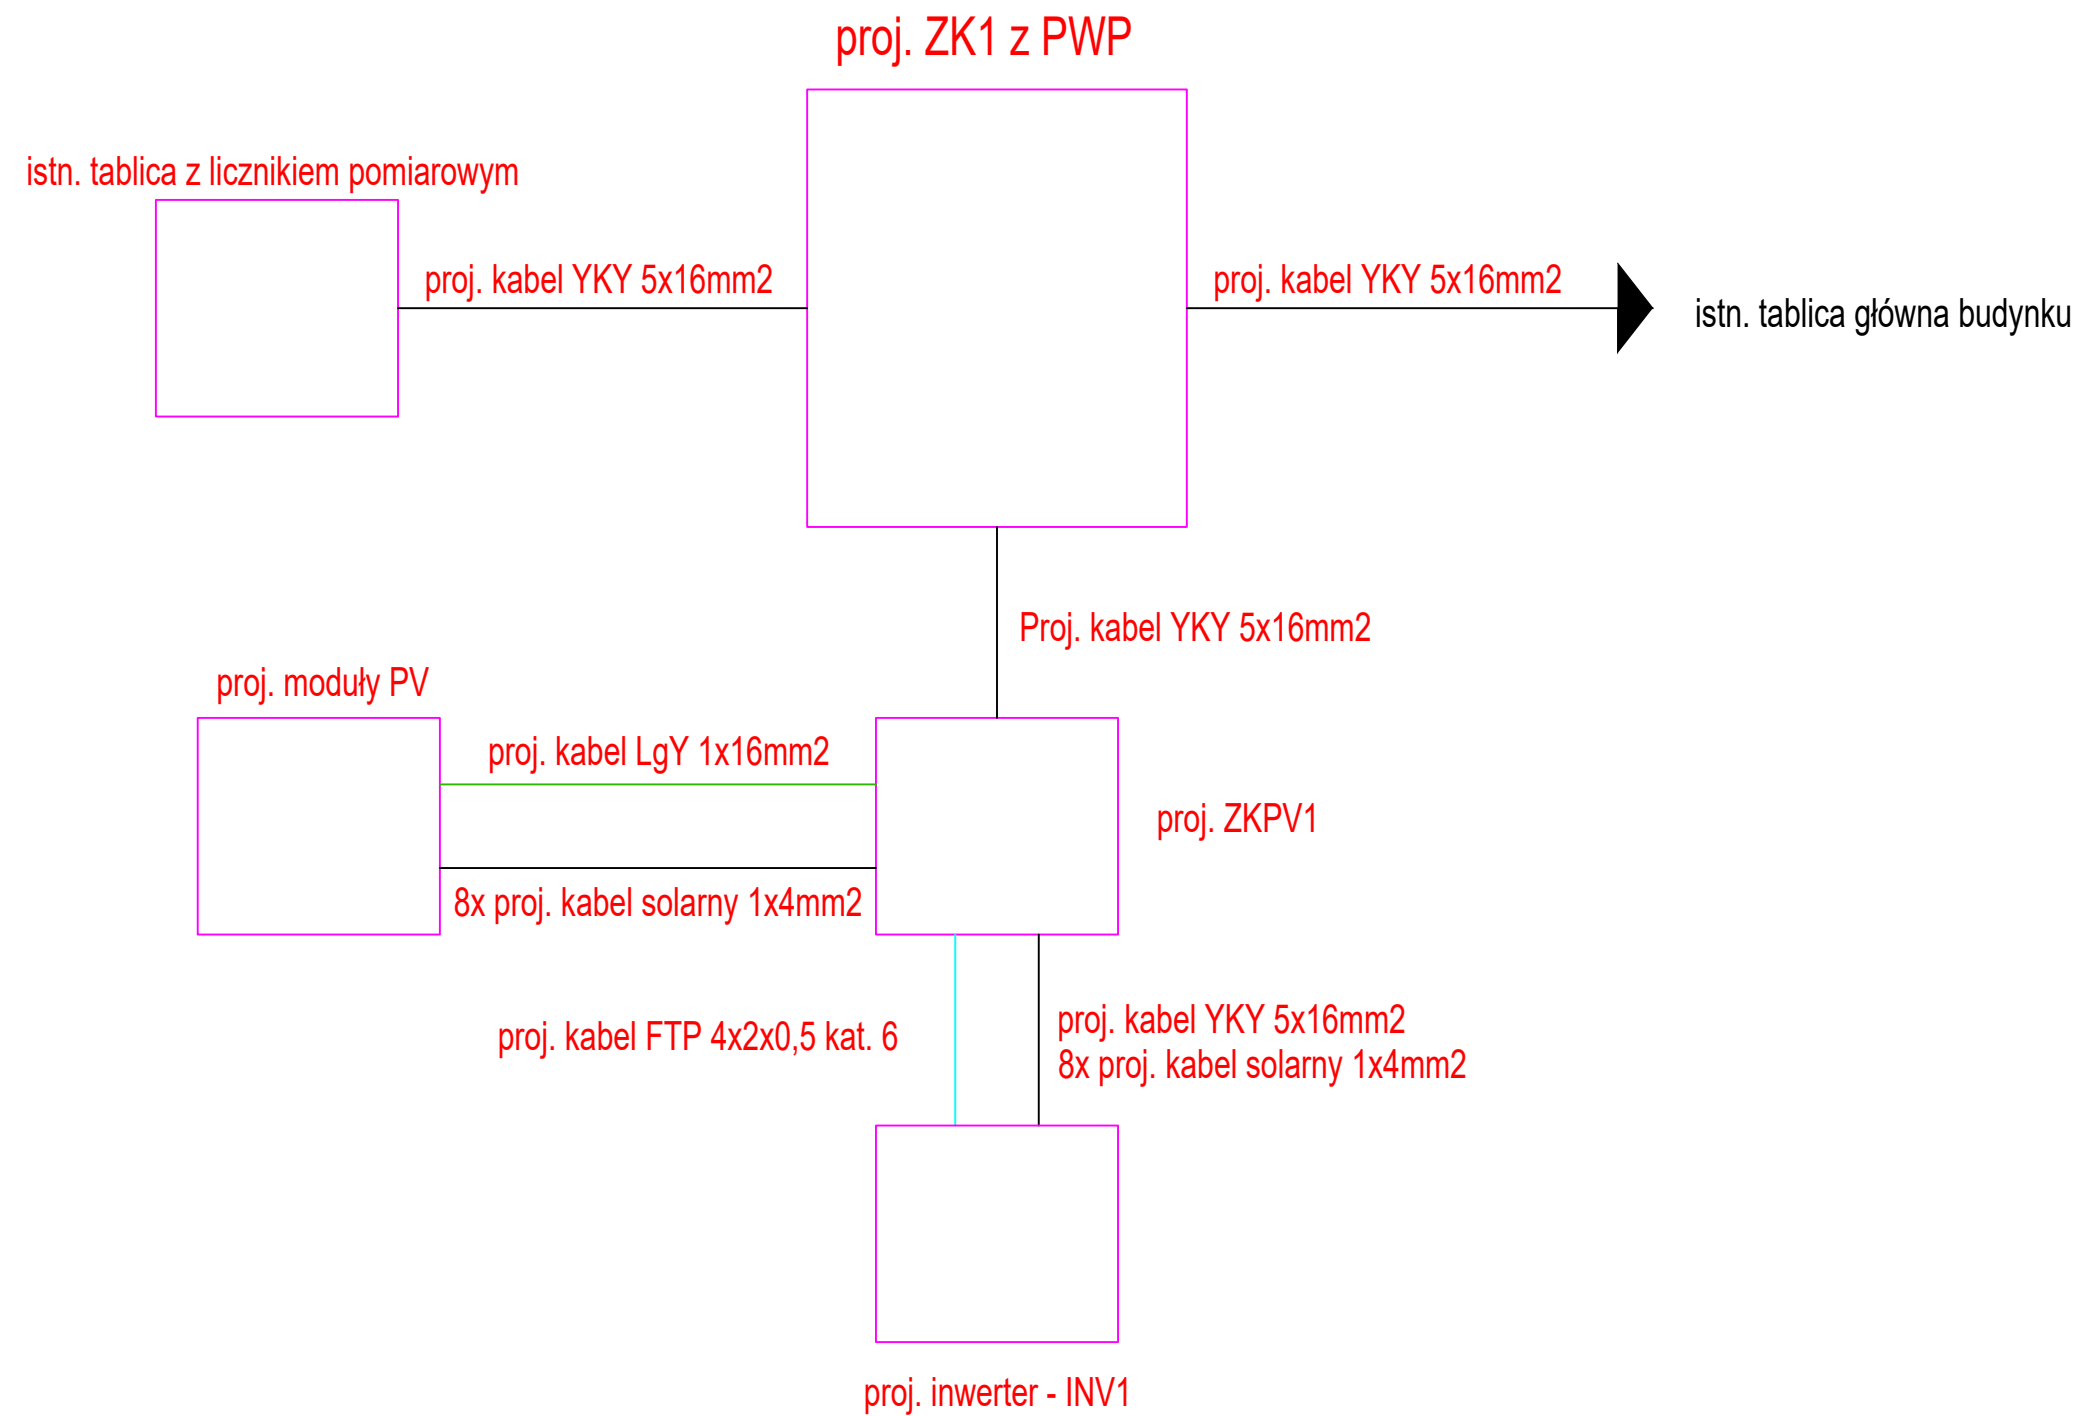 proj. ZK1 z PWP
istn. tablica z licznikiem pomiarowym
proj. kabel YKY 5x16mm2
proj. kabel YKY 5x16mm2
istn. tablica główna budynku
Proj. kabel YKY 5x16mm2
proj. moduły PV
proj. kabel LgY 1x16mm2
proj. ZKPV1
8x proj. kabel solarny 1x4mm2
proj. kabel FTP 4x2x0,5 kat. 6
proj. kabel YKY 5x16mm2
8x proj. kabel solarny 1x4mm2
proj. inwerter - INV1